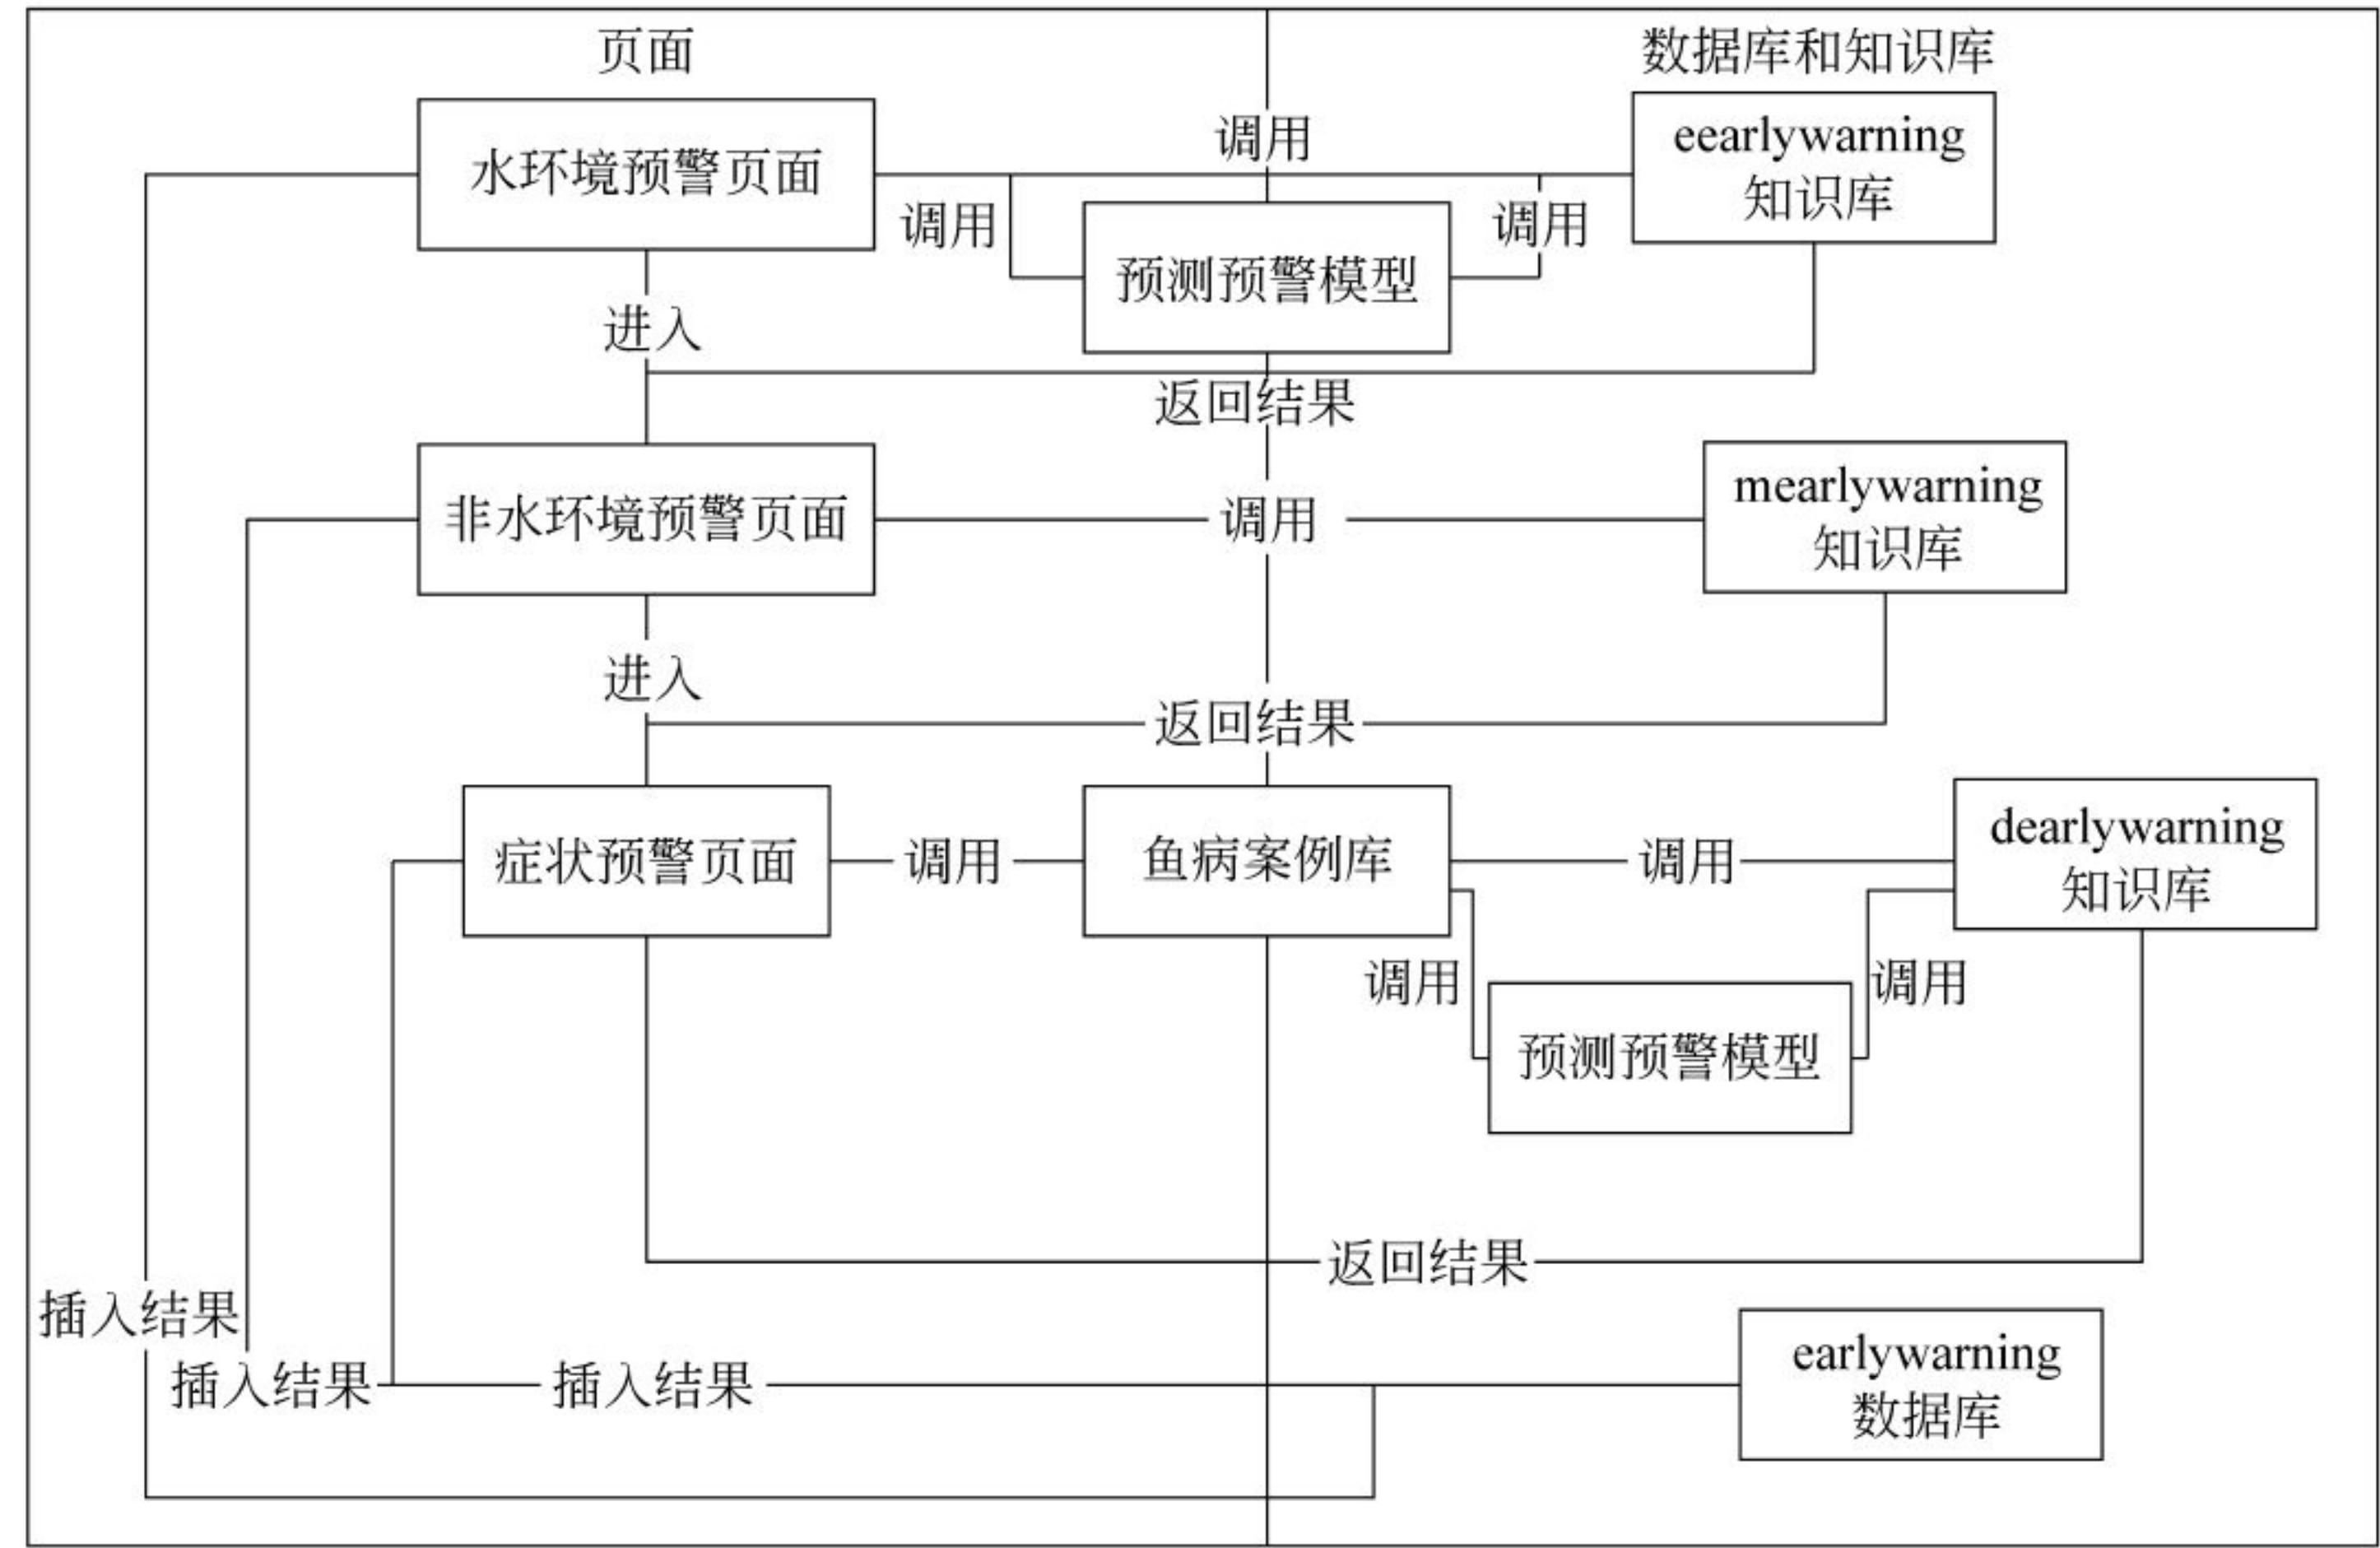 页面
数据库和知识库
水环境预警页面
调用
eearlywarning
知识库
调用
调用
预测预警模型
进入
返回结果
非水环境预警页面
调用
mearlywarning
知识库
进入
返回结果
症状预警页面
调用
鱼病案例库
调用
dearlywarning
知识库
调用
调用
预测预警模型
返回结果
插入结果
插入结果
插入结果
earlywarning
数据库